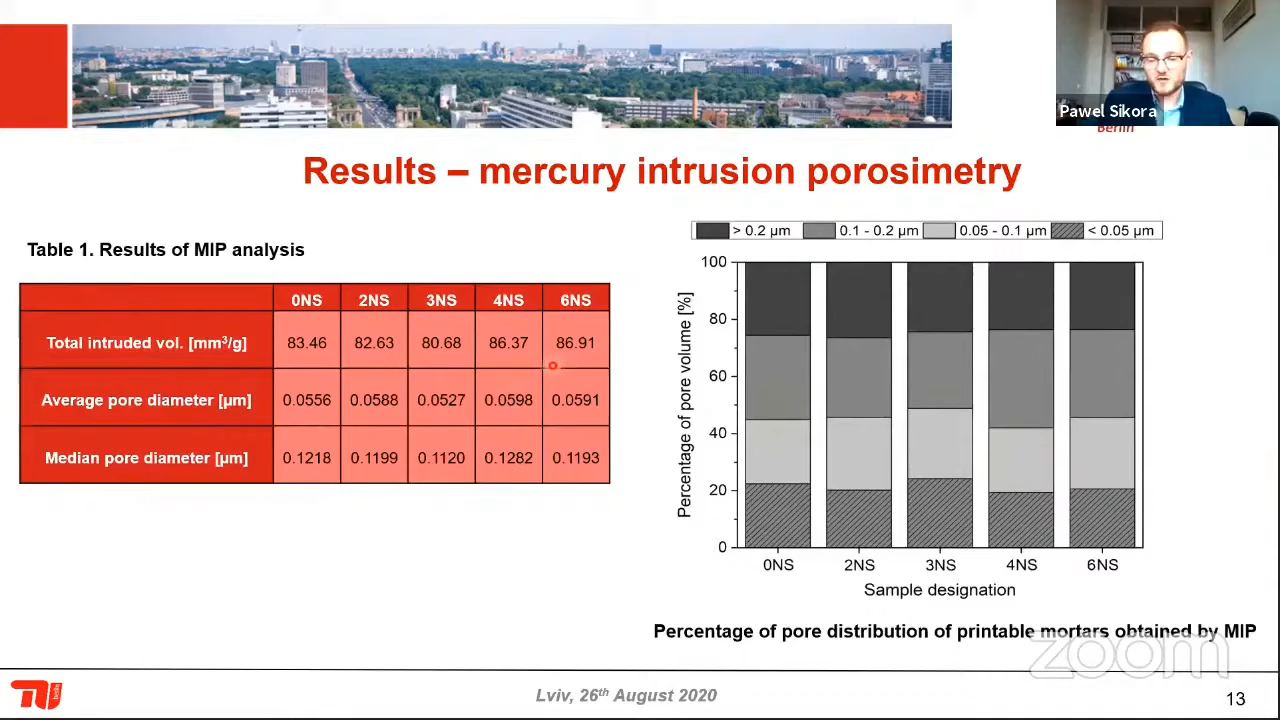 Pawel Sikora
Berlin
Results – mercury intrusion porosimetry
Table 1. Results of MIP analysis
0NS 2NS 3NS 4NS 6NS
Total intruded vol. [mm³/g] 83.46 82.63 80.68 86.37 86.91
Average pore diameter [µm] 0.0556 0.0588 0.0527 0.0598 0.0591
Median pore diameter [µm] 0.1218 0.1199 0.1120 0.1282 0.1193
> 0.2 µm 0.1 - 0.2 µm 0.05 - 0.1 µm < 0.05 µm
Percentage of pore volume [%]
100
80
60
40
20
0
0NS 2NS 3NS 4NS 6NS
Sample designation
Percentage of pore distribution of printable mortars obtained by MIP
zoom
TU berlin
Lviv, 26th August 2020
13